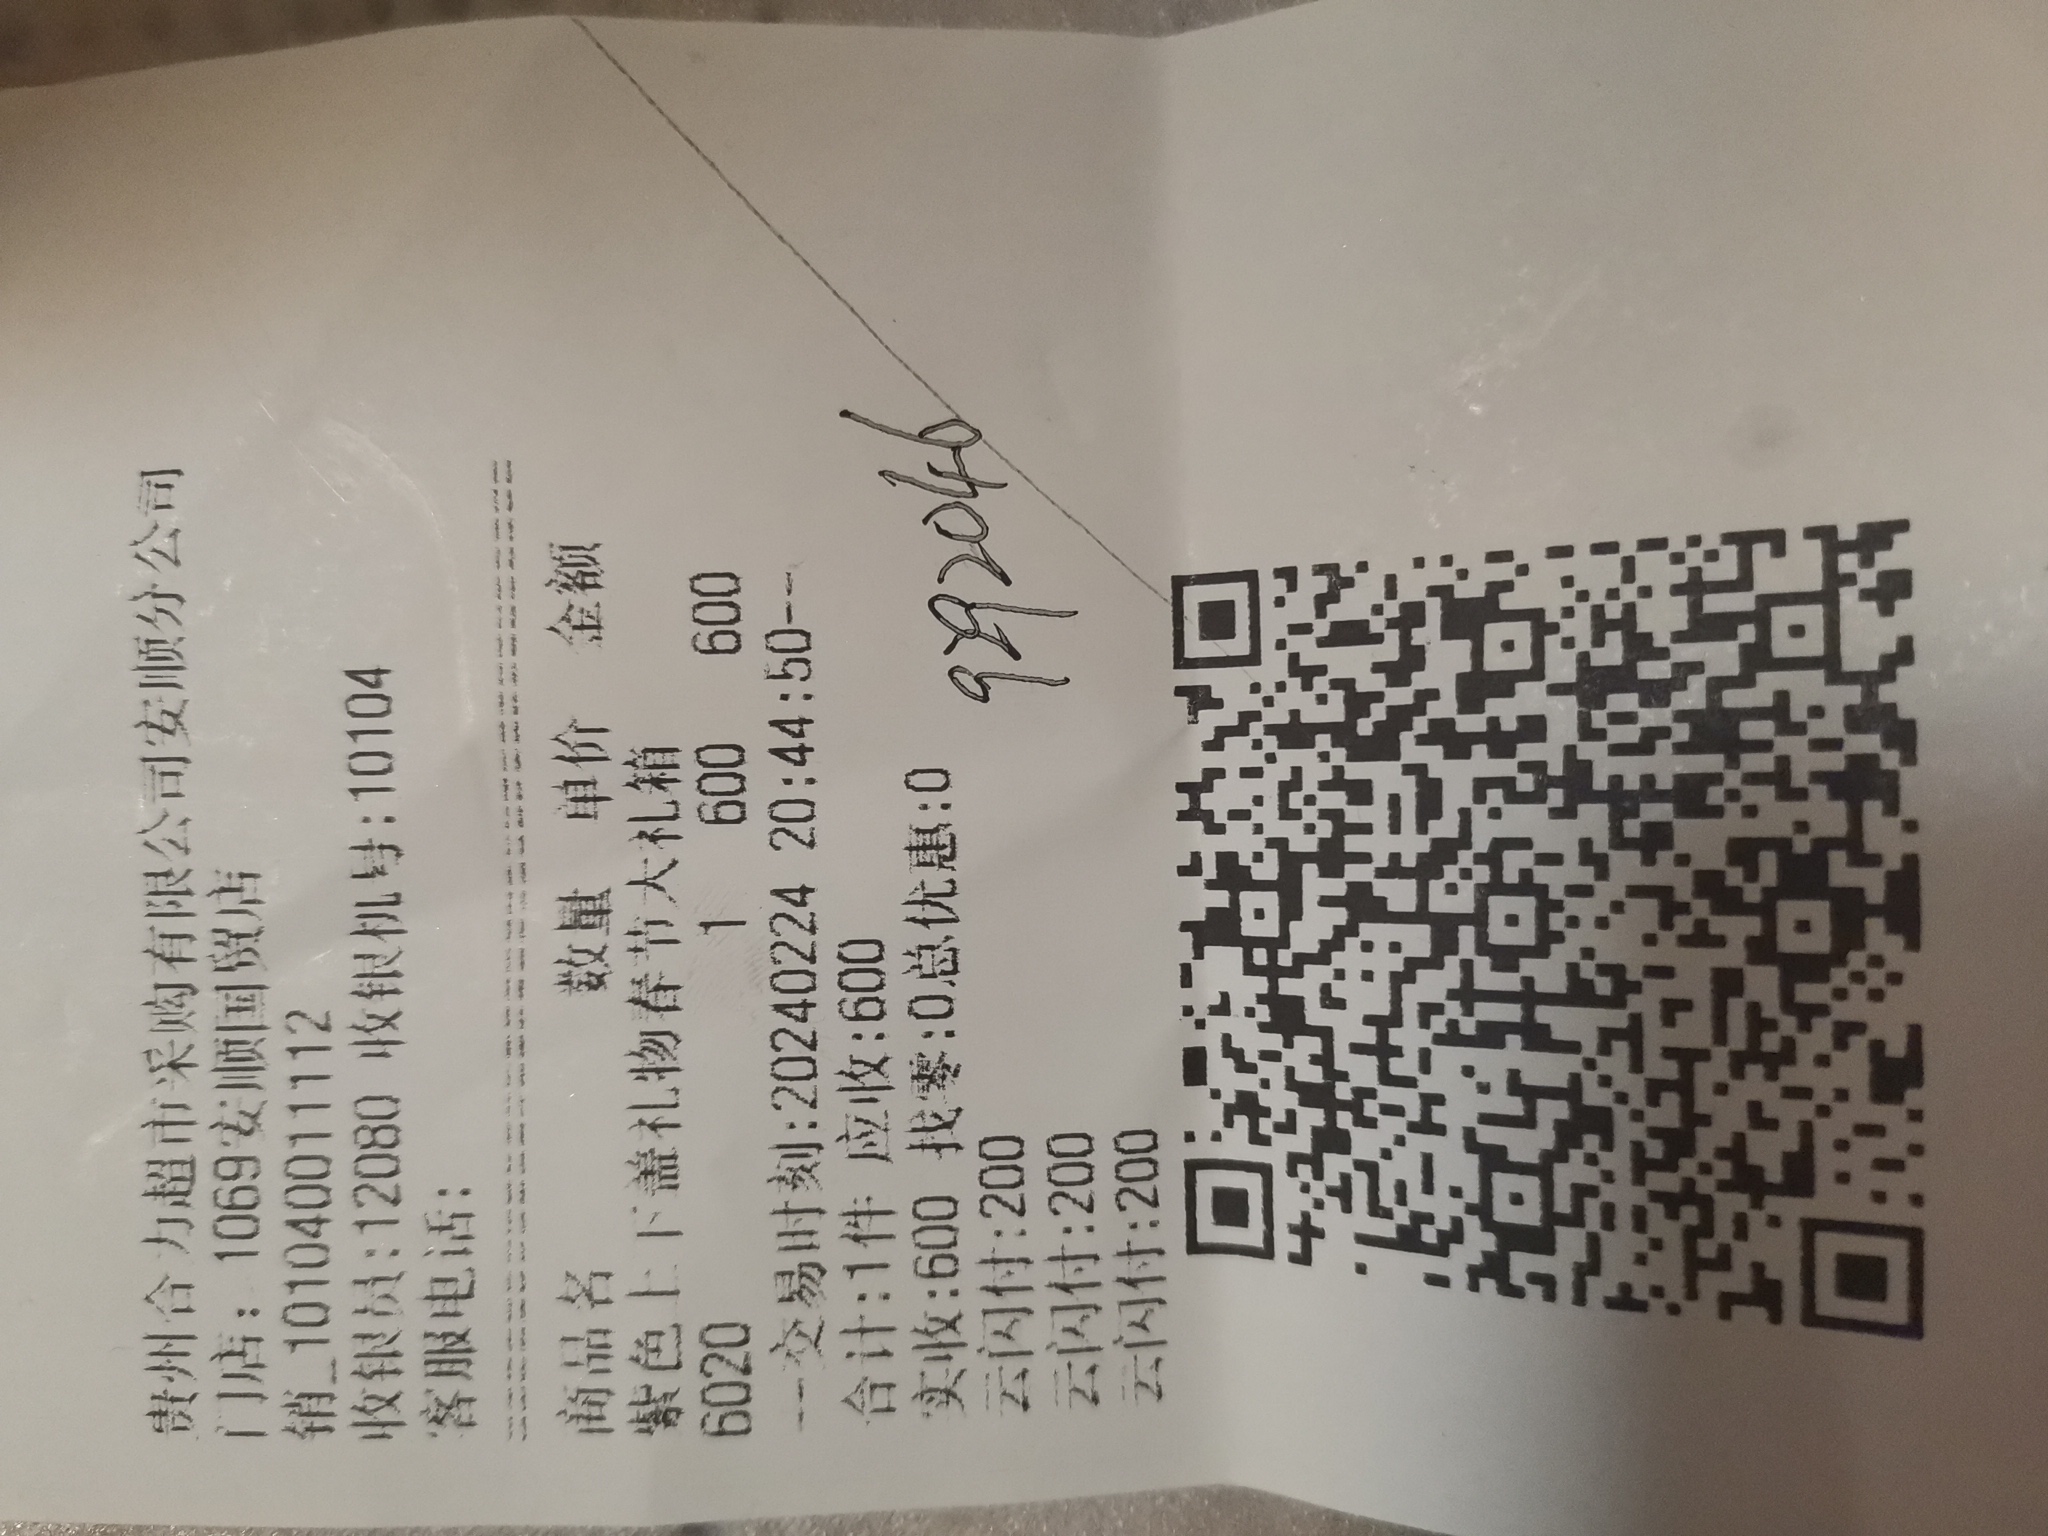 贵州合力超市采购有限公司安顺分公司
门店: 1069安顺国贸店
销_101040011112
收银员:12080 收银机号:10104
客服电话:
商品名 数量 单价 金额
紫色上下盖礼物春节大礼箱
6020 1 600 600
--交易时刻:20240224 20:44:50--
合计:1件 应收:600
实收:600 找零:0总优惠:0
云闪付:200
云闪付:200
云闪付:200
992046